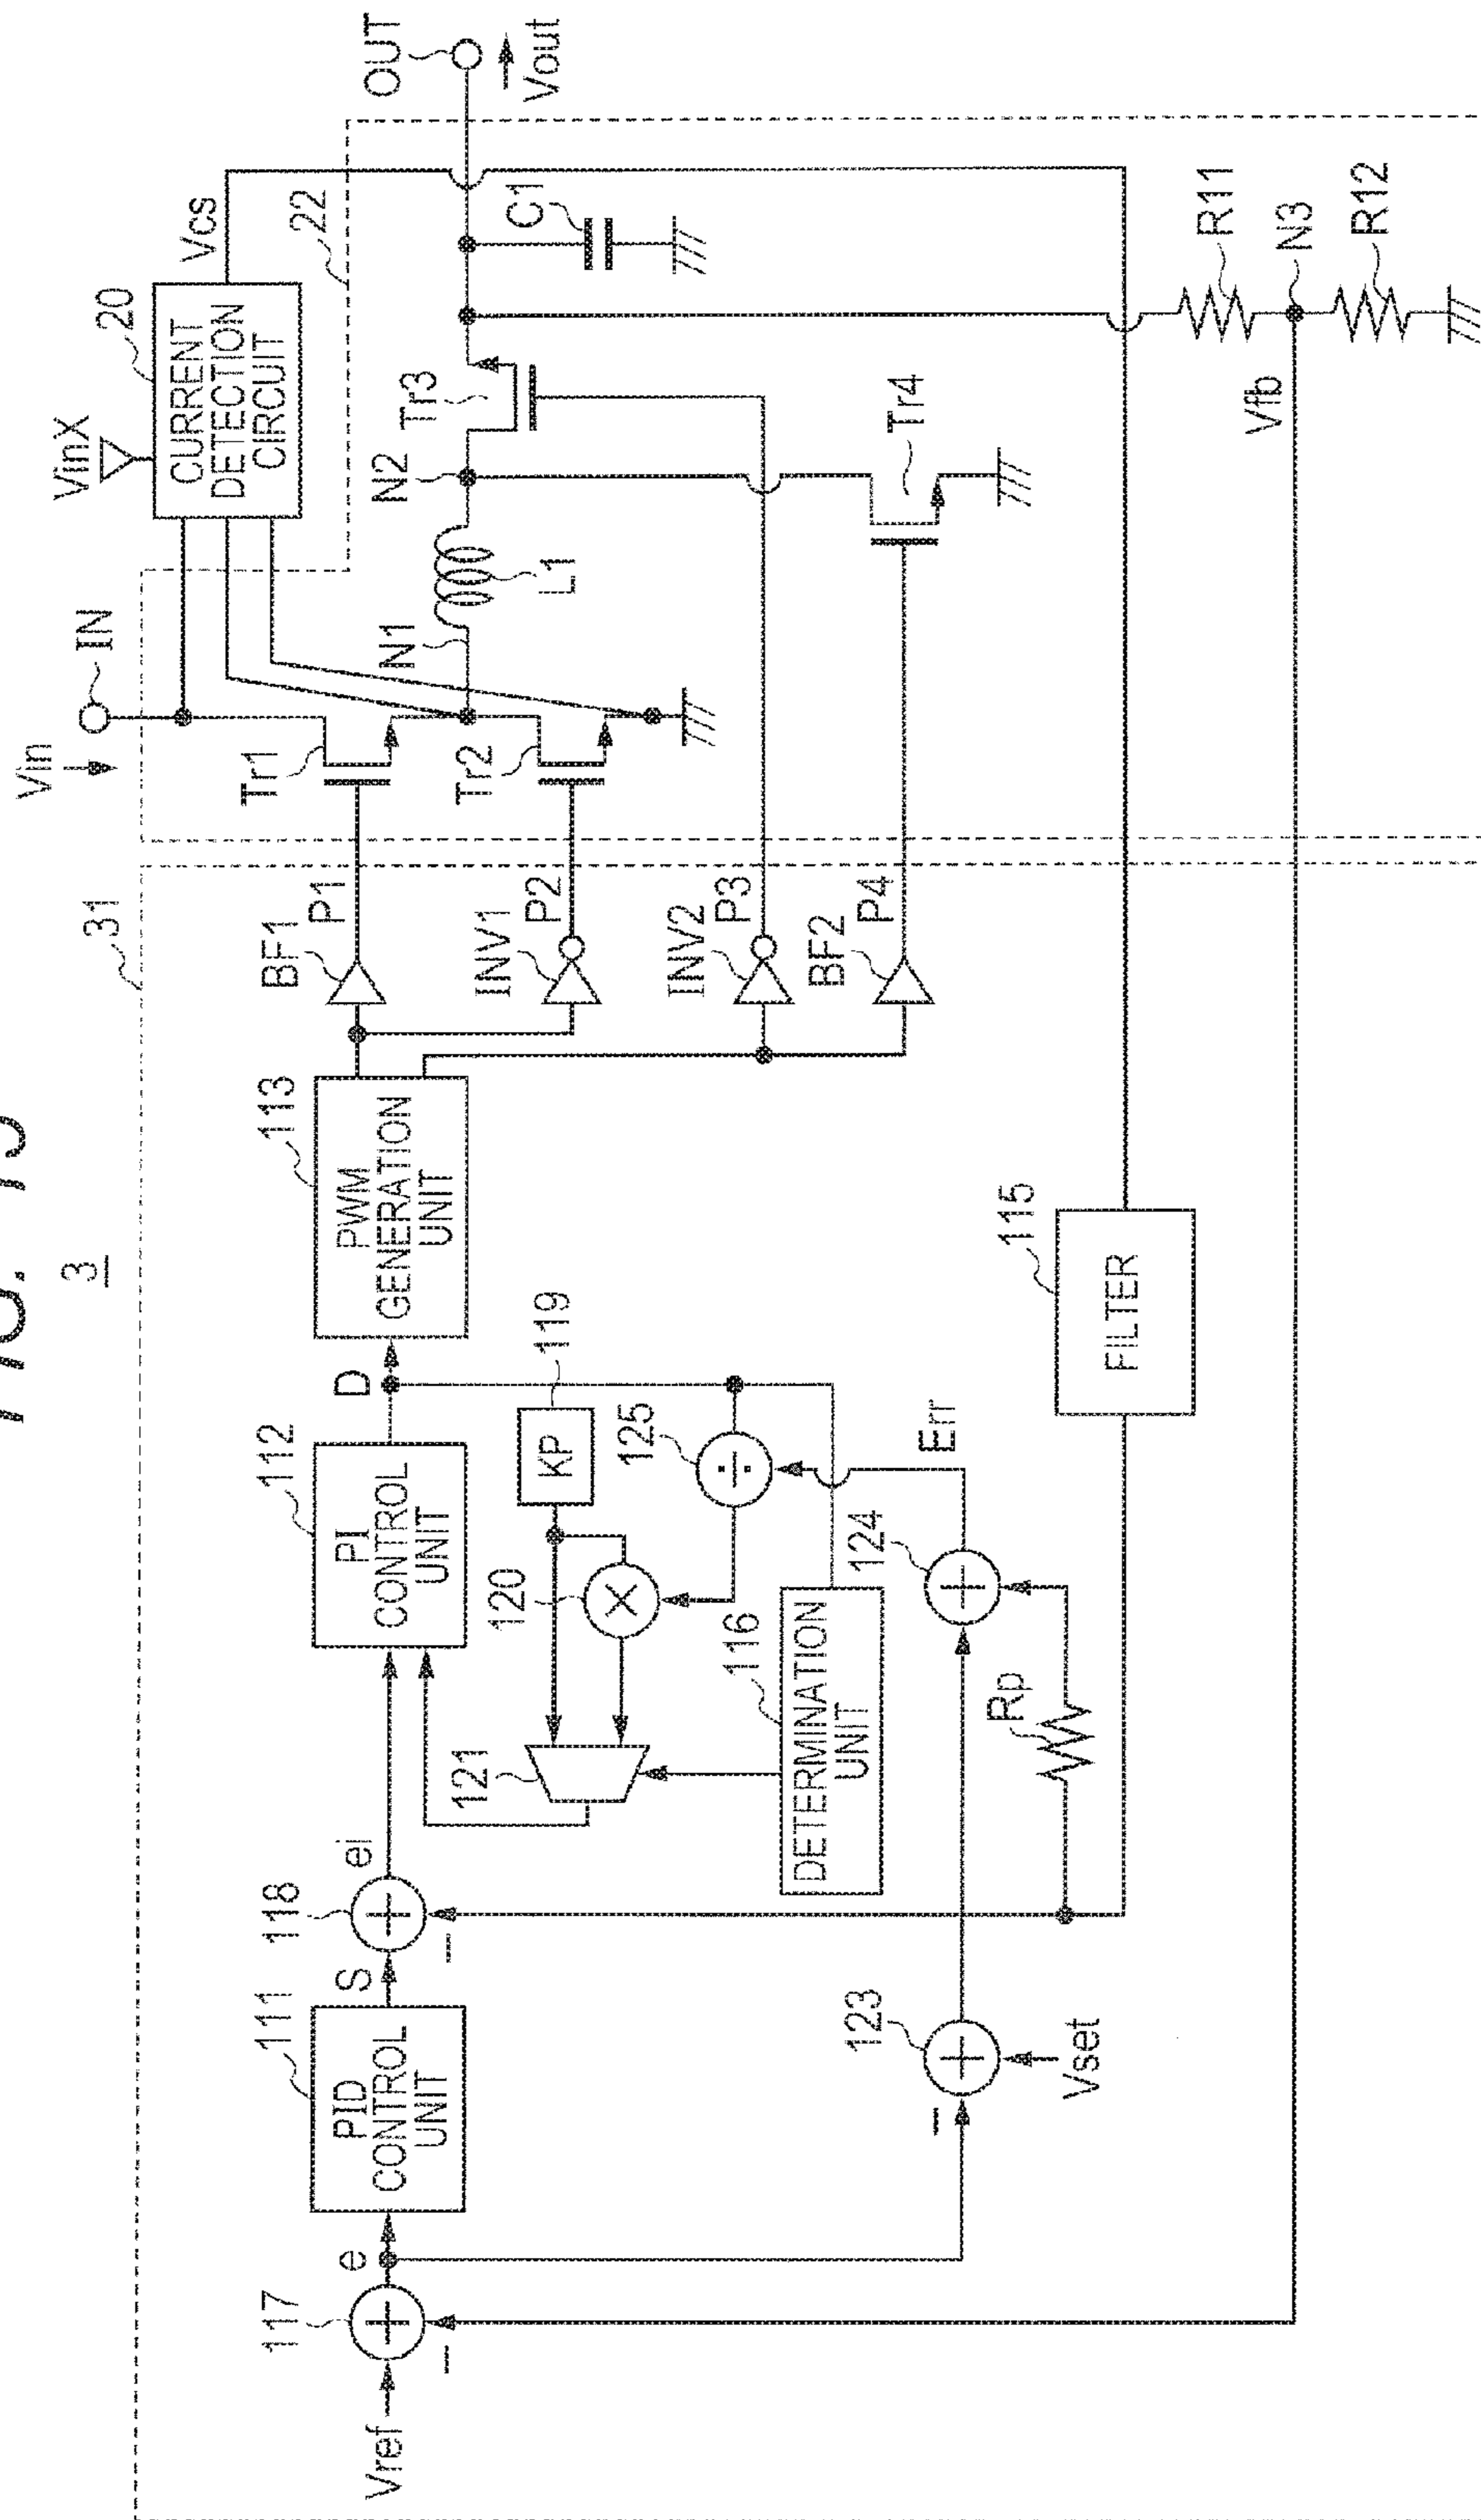 3
31
Vin
IN
VinX
20
CURRENT
DETECTION
CIRCUIT
Vcs
22
OUT
Vout
Vref
117
e
111
PID
CONTROL
UNIT
S
118
ei
112
PI
CONTROL
UNIT
D
113
PWM
GENERATION
UNIT
BF1
P1
INV1
P2
INV2
P3
BF2
P4
Tr1
Tr2
N1
L1
N2
Tr3
Tr4
C1
121
120
KP
119
125
116
DETERMINATION
UNIT
123
Vset
124
Err
Rp
115
FILTER
Vfb
R11
N3
R12